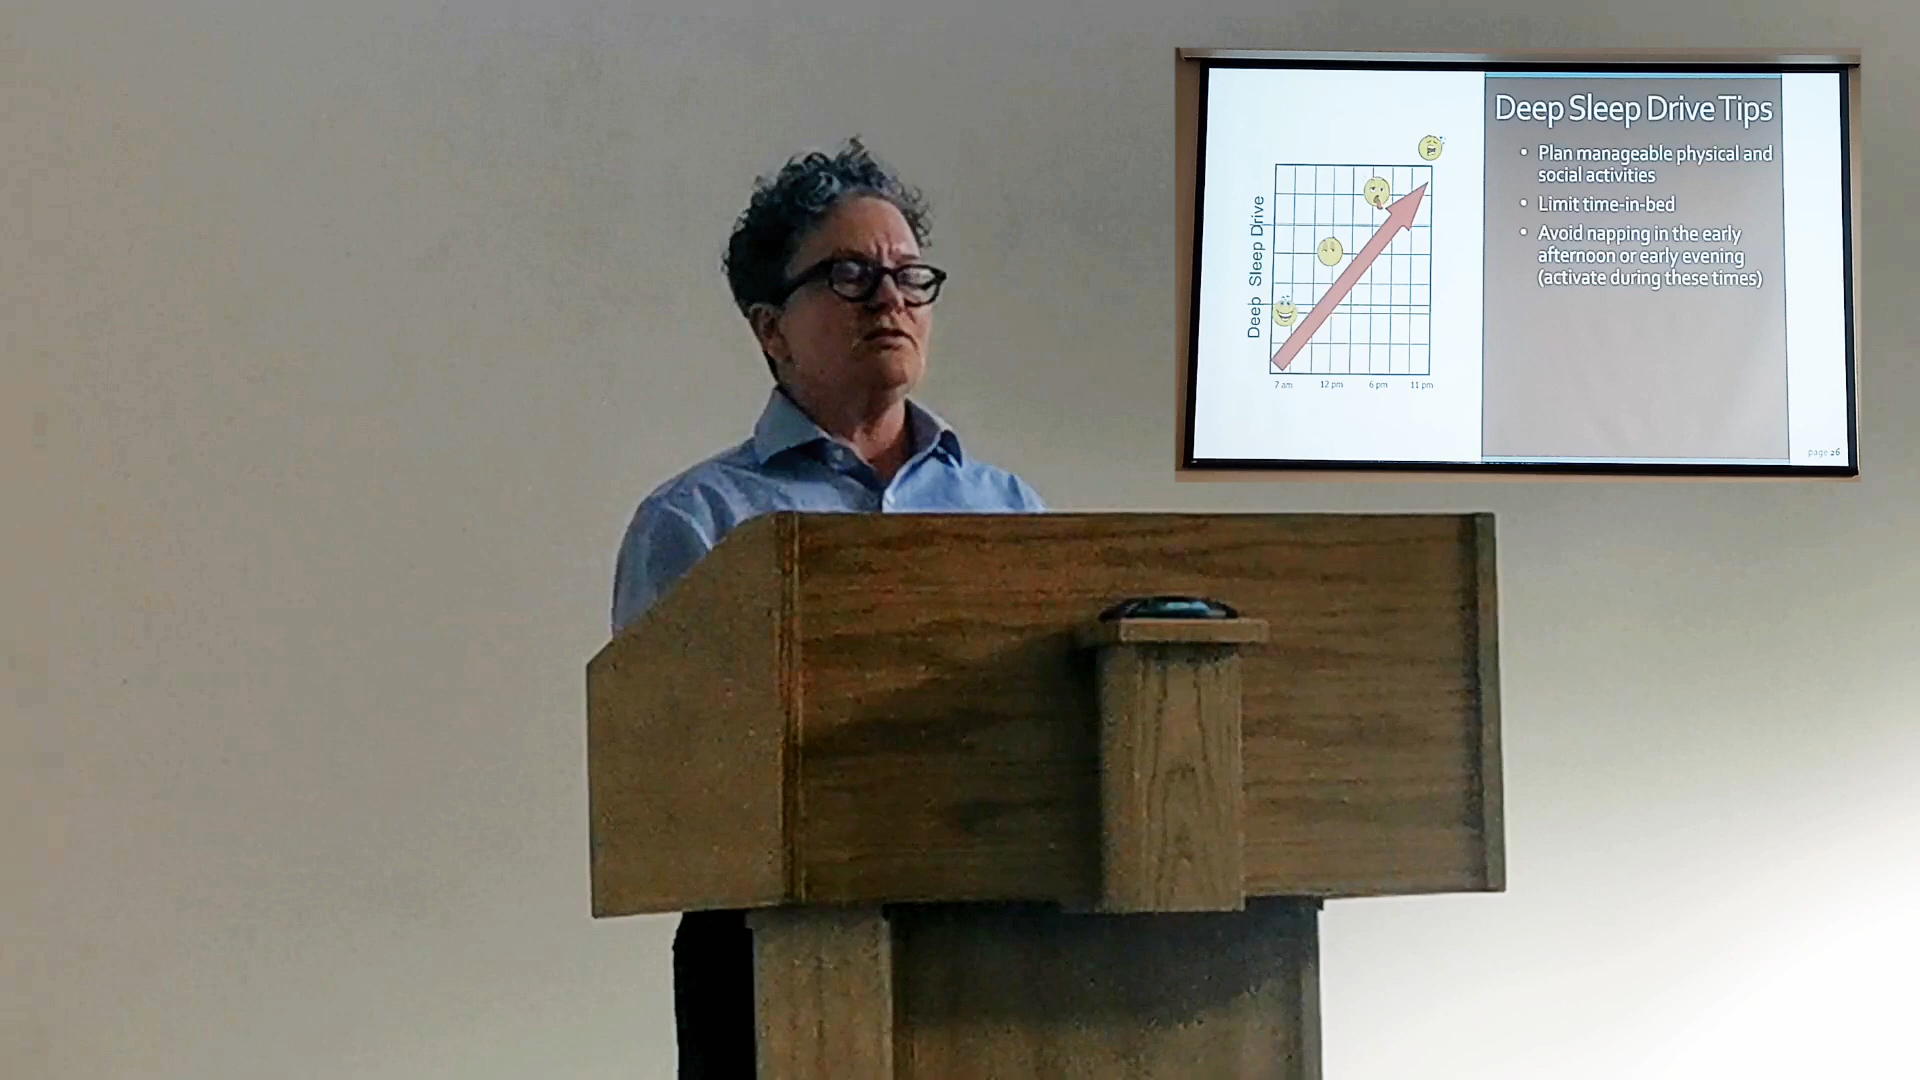 Deep Sleep Drive
7 am 12 pm 6 pm 11 pm
Deep Sleep Drive Tips
• Plan manageable physical and
social activities
• Limit time-in-bed
• Avoid napping in the early
afternoon or early evening
(activate during these times)
page 26